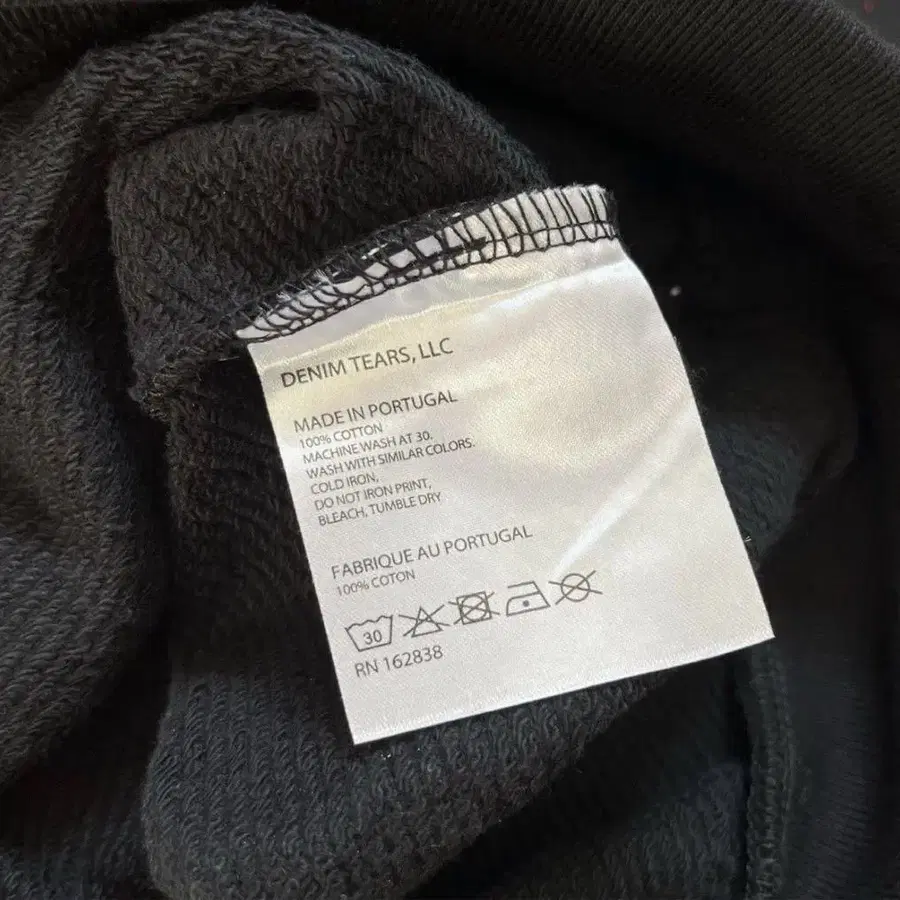 DENIM TEARS, LLC
MADE IN PORTUGAL
100% COTTON
MACHINE WASH AT 30.
WASH WITH SIMILAR COLORS.
COLD IRON,
DO NOT IRON PRINT,
BLEACH, TUMBLE DRY
FABRIQUE AU PORTUGAL
100% COTON
30
RN 162838